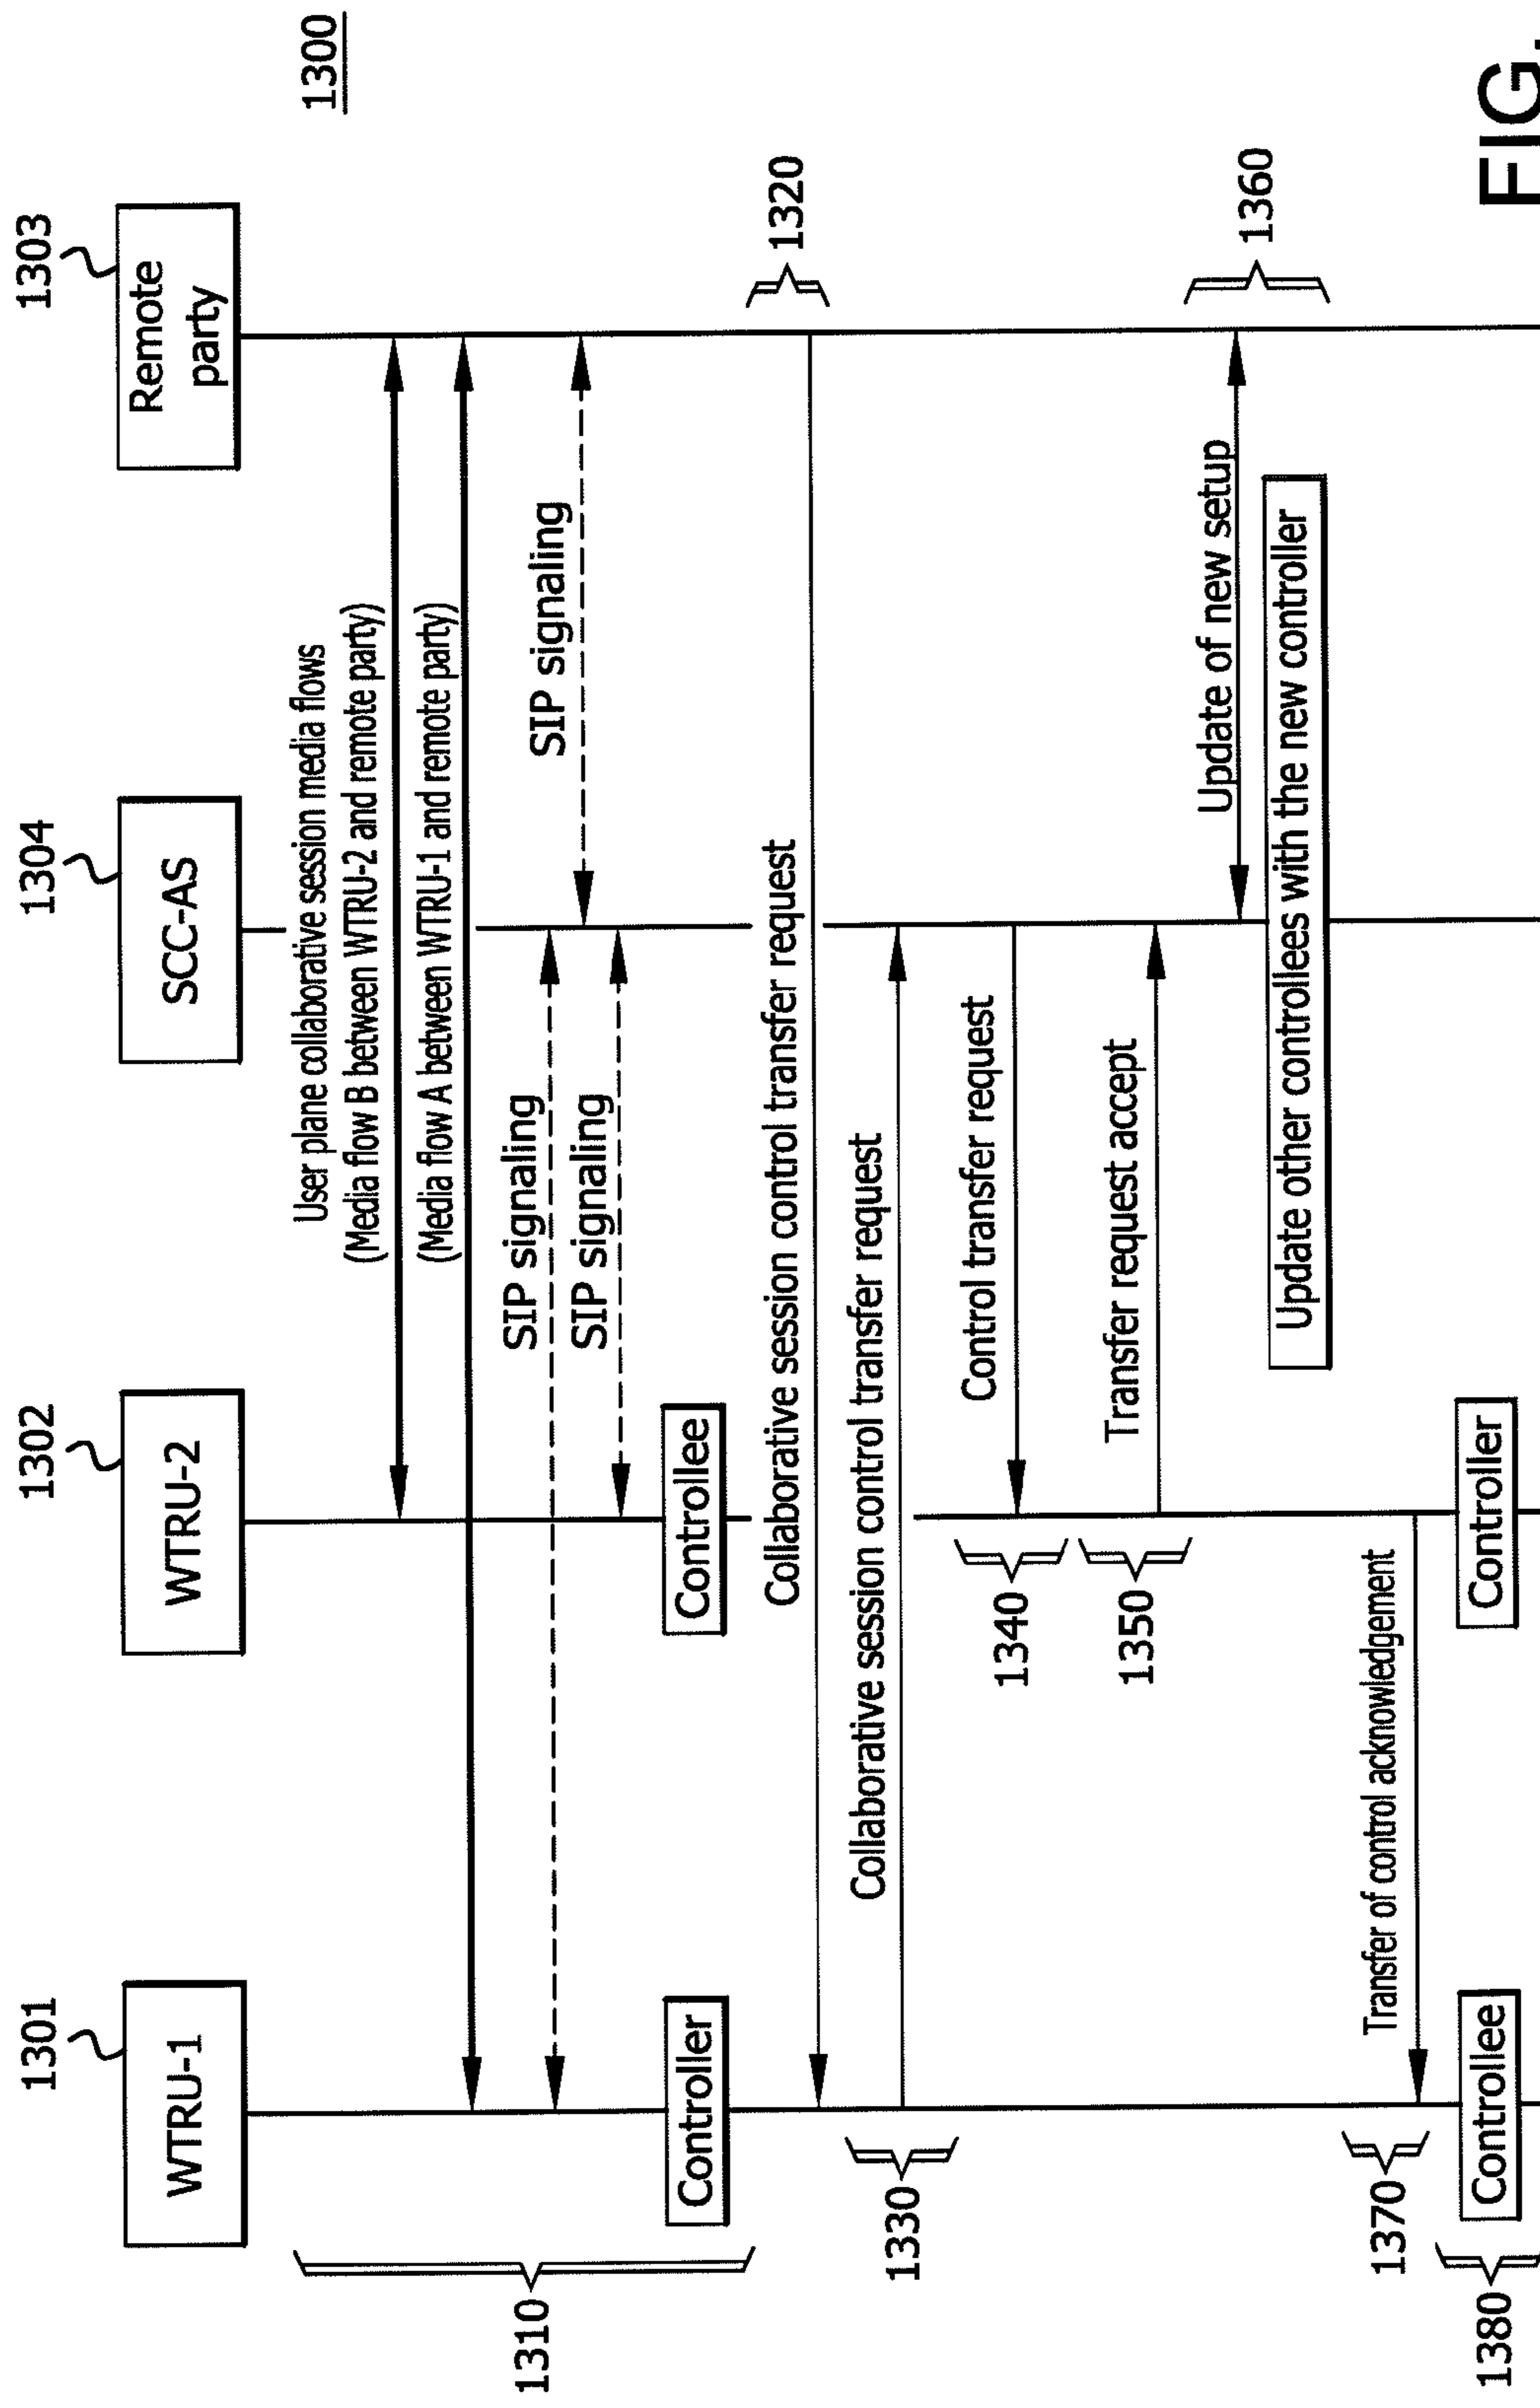 1300
1301
1302
1304
1303
WTRU-1
WTRU-2
SCC-AS
Remote
party
1310
User plane collaborative session media flows
(Media flow B between WTRU-2 and remote party)
(Media flow A between WTRU-1 and remote party)
SIP signaling
SIP signaling
SIP signaling
Controller
Controllee
Collaborative session control transfer request
1320
1330
Collaborative session control transfer request
1340
Control transfer request
1350
Transfer request accept
Update of new setup
1360
Update other controllees with the new controller
1370
Transfer of control acknowledgement
1380
Controllee
Controller
FIG.